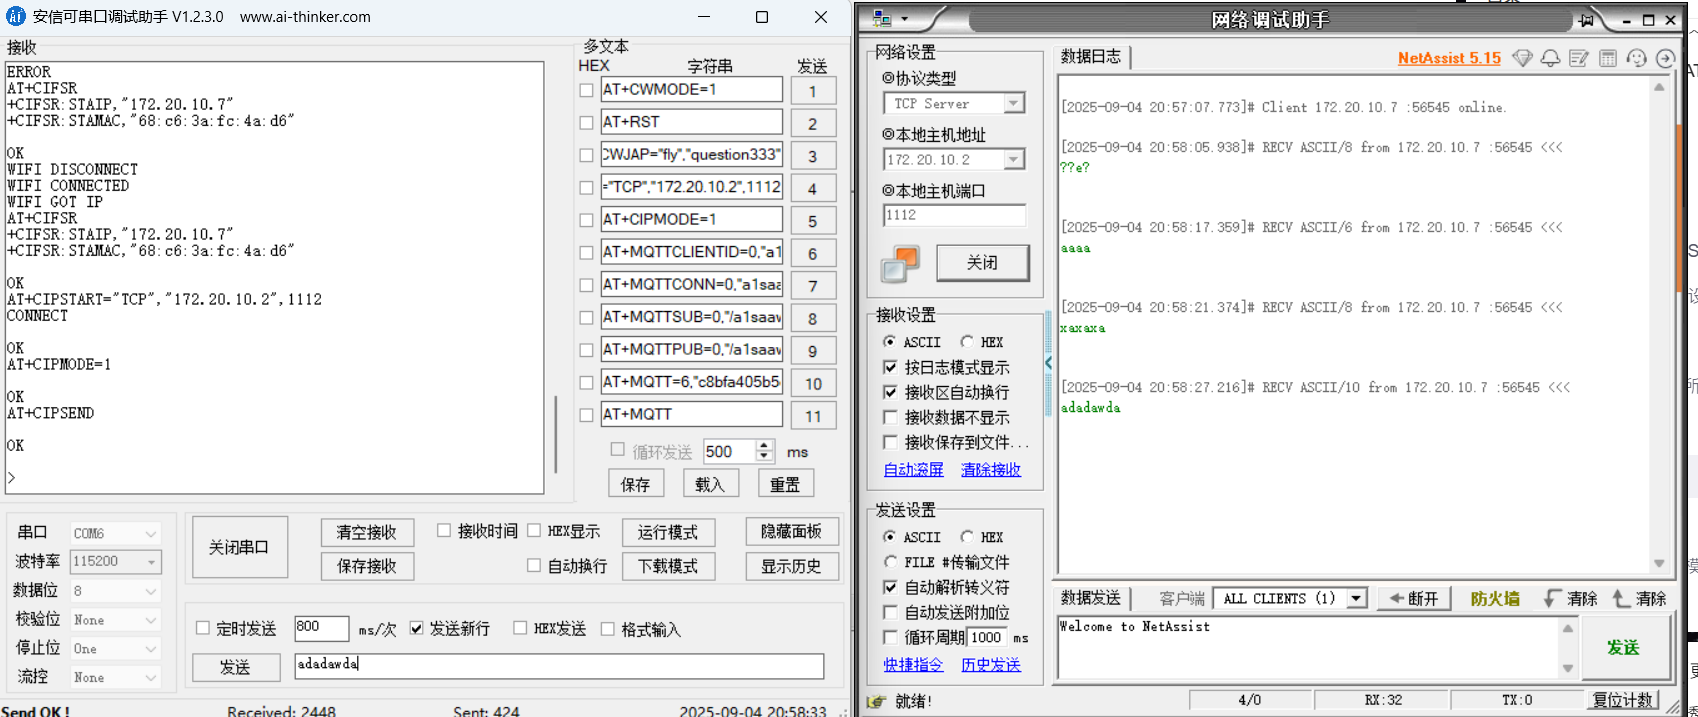 安信可串口调试助手 V1.2.3.0 www.ai-thinker.com
接收
ERROR
AT+CIFSR
+CIFSR:STAIP,"172.20.10.7"
+CIFSR:STAMAC,"68:c6:3a:fc:4a:d6"
OK
WIFI DISCONNECT
WIFI CONNECTED
WIFI GOT IP
AT+CIFSR
+CIFSR:STAIP,"172.20.10.7"
+CIFSR:STAMAC,"68:c6:3a:fc:4a:d6"
OK
AT+CIPSTART="TCP","172.20.10.2",1112
CONNECT
OK
AT+CIPMODE=1
OK
AT+CIPSEND
OK
>
多文本
HEX 字符串 发送
AT+CWMODE=1 1
AT+RST 2
CWJAP="fly","question333" 3
="TCP","172.20.10.2",1112 4
AT+CIPMODE=1 5
AT+MQTTCLIENTID=0,"a1 6
AT+MQTTCONN=0,"a1saa 7
AT+MQTTSUB=0,"/a1saav 8
AT+MQTTPUB=0,"/a1saav 9
AT+MQTT=6,"c8bfa405b5 10
AT+MQTT 11
循环发送 500 ms
保存 载入 重置
串口 COM6
波特率 115200
数据位 8
校验位 None
停止位 One
流控 None
关闭串口
清空接收 接收时间 HEX显示 运行模式 隐藏面板
保存接收 自动换行 下载模式 显示历史
定时发送 800 ms/次 发送新行 HEX发送 格式输入
发送 adadawda
Send OK! Received: 2448 Sent: 424 2025-09-04 20:58:33
网络调试助手
网络设置
协议类型
TCP Server
本地主机地址
172.20.10.2
本地主机端口
1112
关闭
接收设置
ASCII HEX
按日志模式显示
接收区自动换行
接收数据不显示
接收保存到文件...
自动滚屏 清除接收
发送设置
ASCII HEX
FILE #传输文件
自动解析转义符
自动发送附加位
循环周期 1000 ms
快捷指令 历史发送
数据日志 NetAssist 5.15
[2025-09-04 20:57:07.773]# Client 172.20.10.7 :56545 online.
[2025-09-04 20:58:05.938]# RECV ASCII/8 from 172.20.10.7 :56545 <<<
??e?
[2025-09-04 20:58:17.359]# RECV ASCII/6 from 172.20.10.7 :56545 <<<
aaaa
[2025-09-04 20:58:21.374]# RECV ASCII/8 from 172.20.10.7 :56545 <<<
xaxaxa
[2025-09-04 20:58:27.216]# RECV ASCII/10 from 172.20.10.7 :56545 <<<
adadawda
数据发送 客户端 ALL CLIENTS (1) 断开 防火墙 清除 清除
Welcome to NetAssist
发送
就绪! 4/0 RX:32 TX:0 复位计数